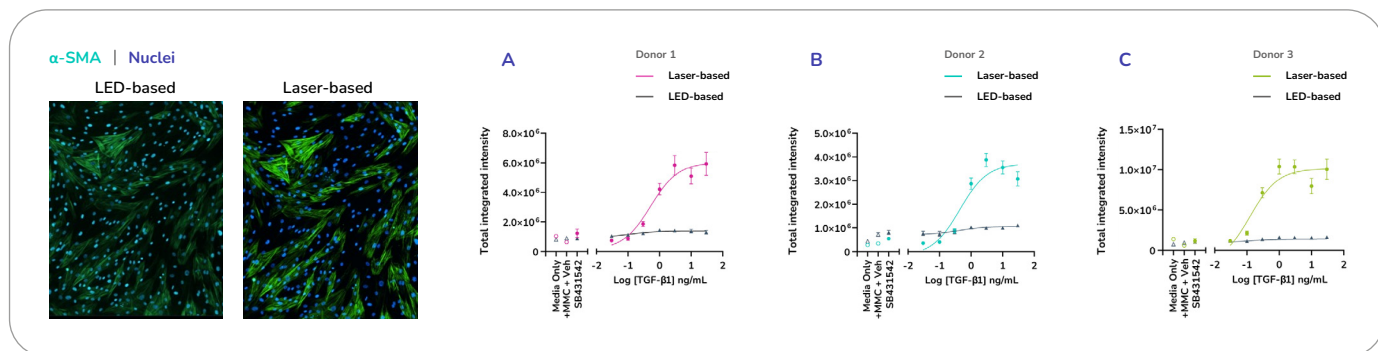 α-SMA | Nuclei
LED-based
Laser-based
A
Donor 1
Laser-based
LED-based
Total integrated intensity
8.0×10⁶
6.0×10⁶
4.0×10⁶
2.0×10⁶
0
Media Only
+MMC + Veh
SB431542
-2
-1
0
1
2
Log [TGF-β1] ng/mL
B
Donor 2
Laser-based
LED-based
Total integrated intensity
5.0×10⁶
4.0×10⁶
3.0×10⁶
2.0×10⁶
1.0×10⁶
0
Media Only
+MMC + Veh
SB431542
-2
-1
0
1
2
Log [TGF-β1] ng/mL
C
Donor 3
Laser-based
LED-based
Total integrated intensity
1.5×10⁷
1.0×10⁷
5.0×10⁶
0
Media Only
+MMC + Veh
SB431542
-2
-1
0
1
2
Log [TGF-β1] ng/mL